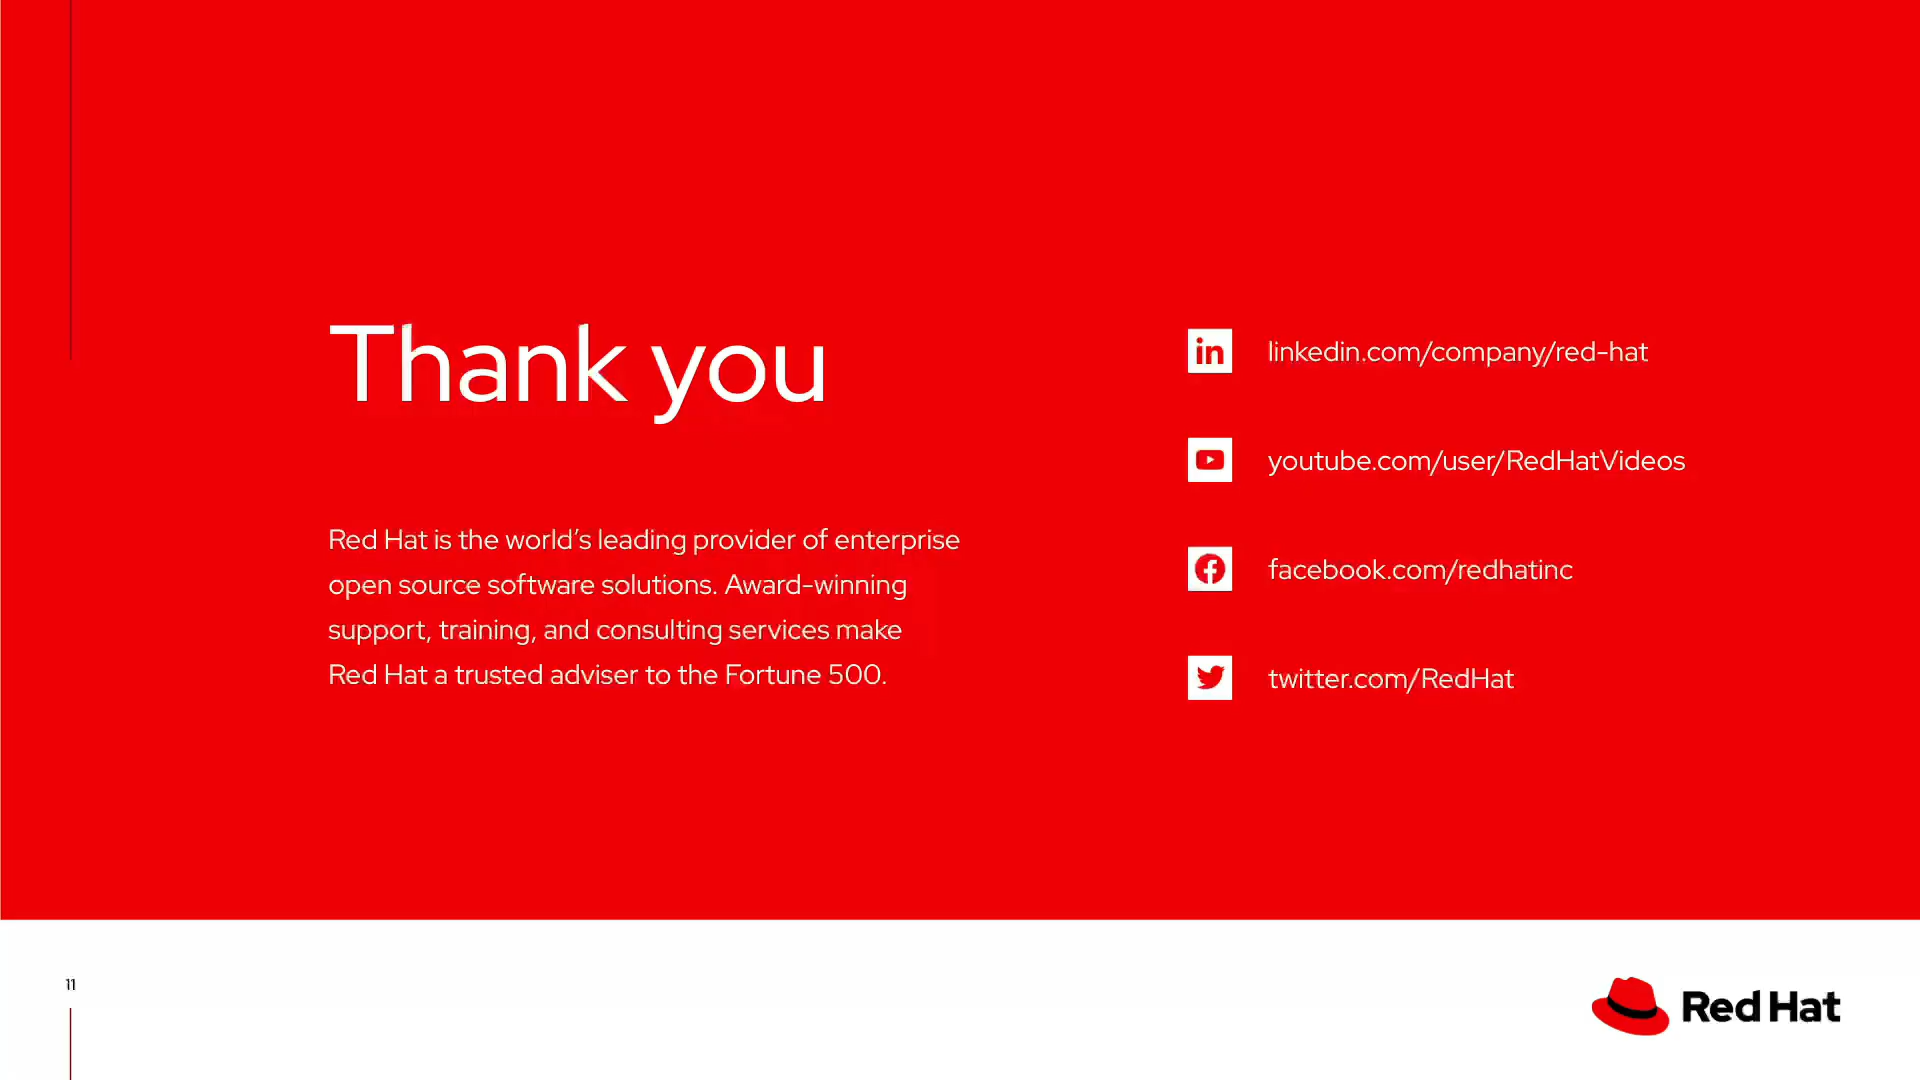 Thank you
Red Hat is the world’s leading provider of enterprise
open source software solutions. Award-winning
support, training, and consulting services make
Red Hat a trusted adviser to the Fortune 500.
in linkedin.com/company/red-hat
youtube.com/user/RedHatVideos
facebook.com/redhatinc
twitter.com/RedHat
11
Red Hat